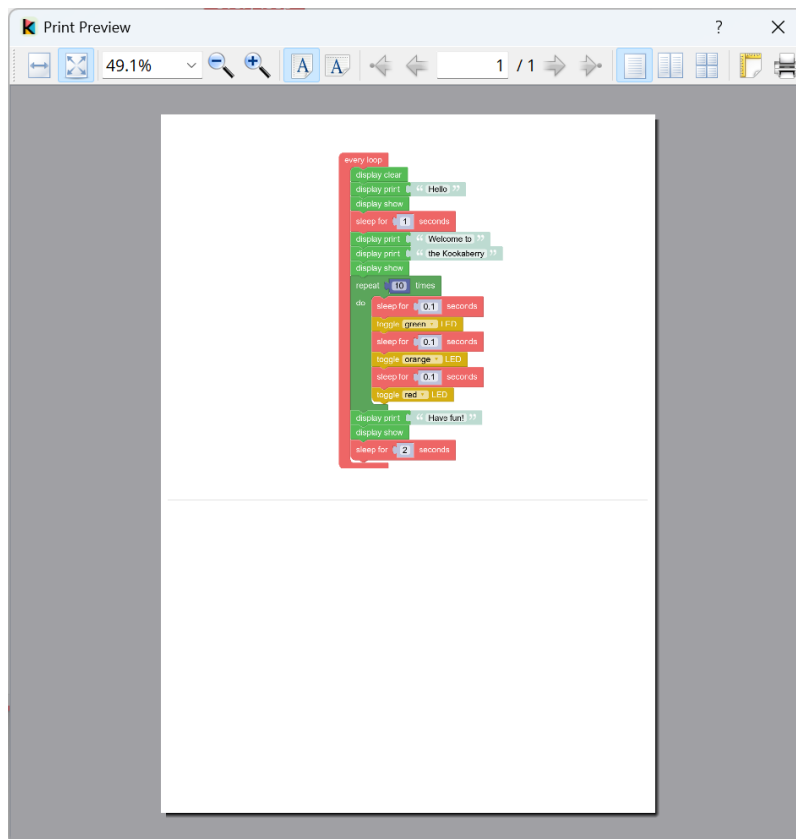 Print Preview
?
49.1%
A
A
1 / 1
every loop
display clear
display print “ Hello ”
display show
sleep for 1 seconds
display print “ Welcome to ”
display print “ the Kookaberry ”
display show
repeat 10 times
do
sleep for 0.1 seconds
toggle green LED
sleep for 0.1 seconds
toggle orange LED
sleep for 0.1 seconds
toggle red LED
display print “ Have fun! ”
display show
sleep for 2 seconds